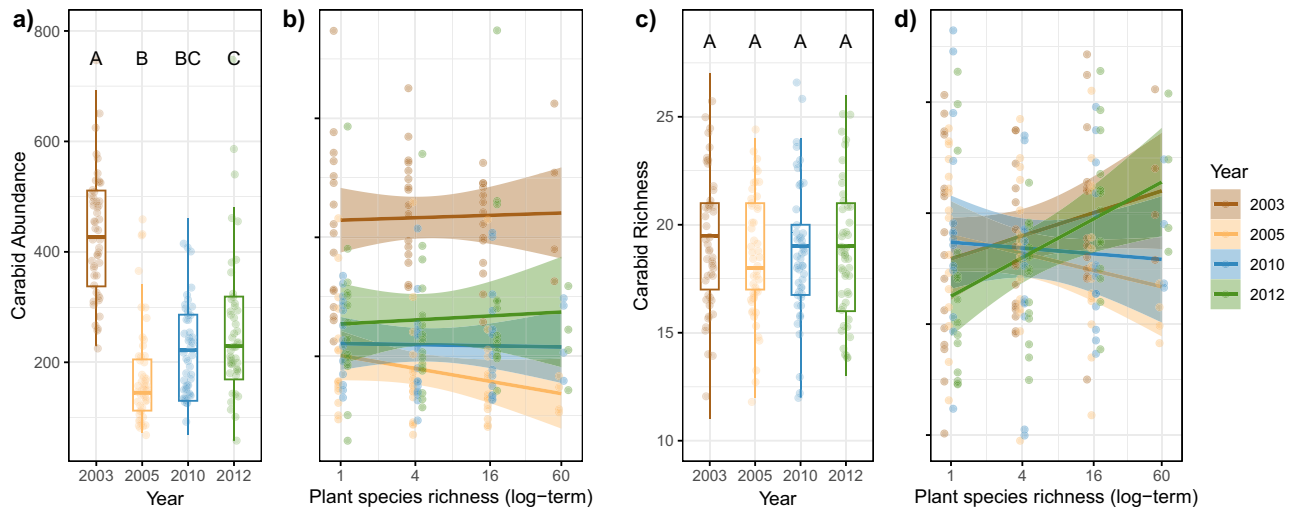 a)
Carabid Abundance
800
600
400
200
A B BC C
2003 2005 2010 2012
Year
b)
1 4 16 60
Plant species richness (log−term)
c)
Carabid Richness
25
20
15
10
A A A A
2003 2005 2010 2012
Year
d)
1 4 16 60
Plant species richness (log−term)
Year
2003
2005
2010
2012